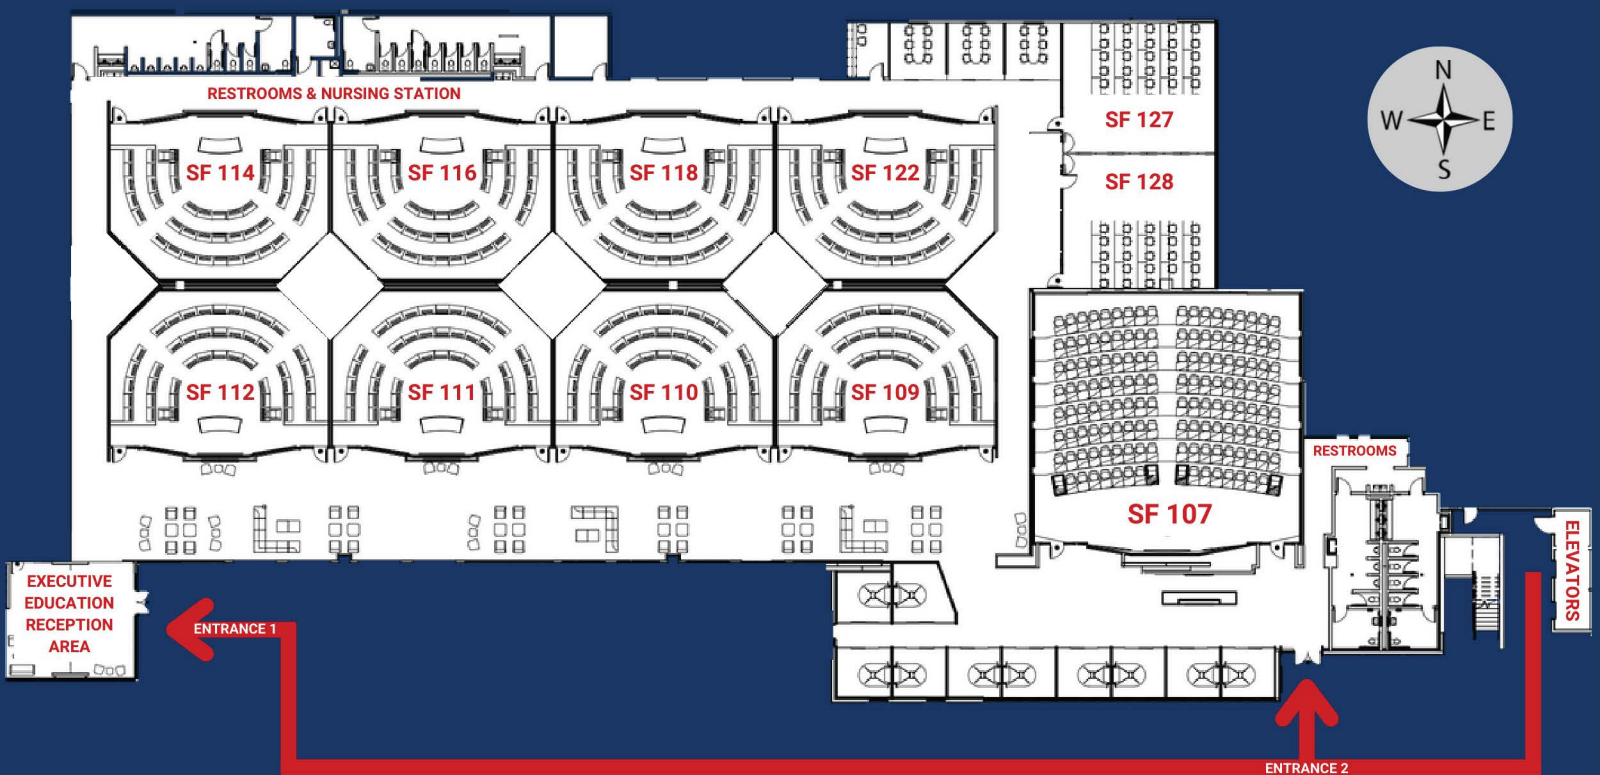 RESTROOMS & NURSING STATION
N
W
E
S
SF 127
SF 114
SF 116
SF 118
SF 122
SF 128
SF 112
SF 111
SF 110
SF 109
RESTROOMS
SF 107
ELEVATORS
EXECUTIVE
EDUCATION
RECEPTION
AREA
ENTRANCE 1
ENTRANCE 2